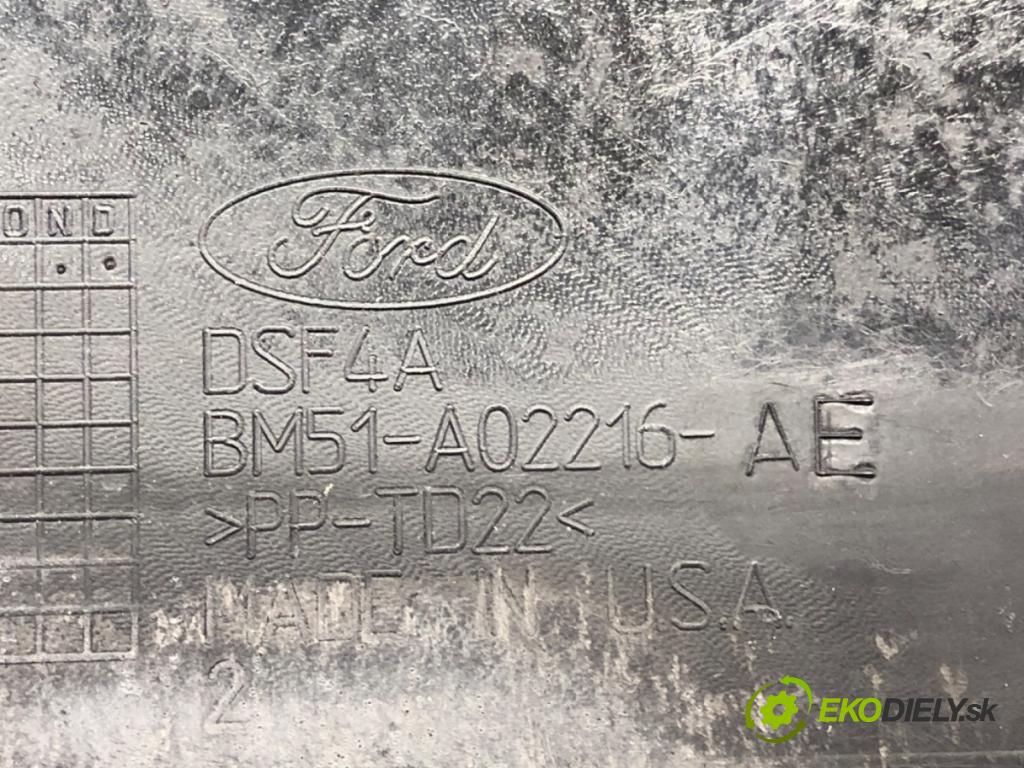 OND
Ford
DSF4A
BM51-A02216-AE
>PP-TD22<
MADE IN U.S.A.
2
EKODIELY.sk